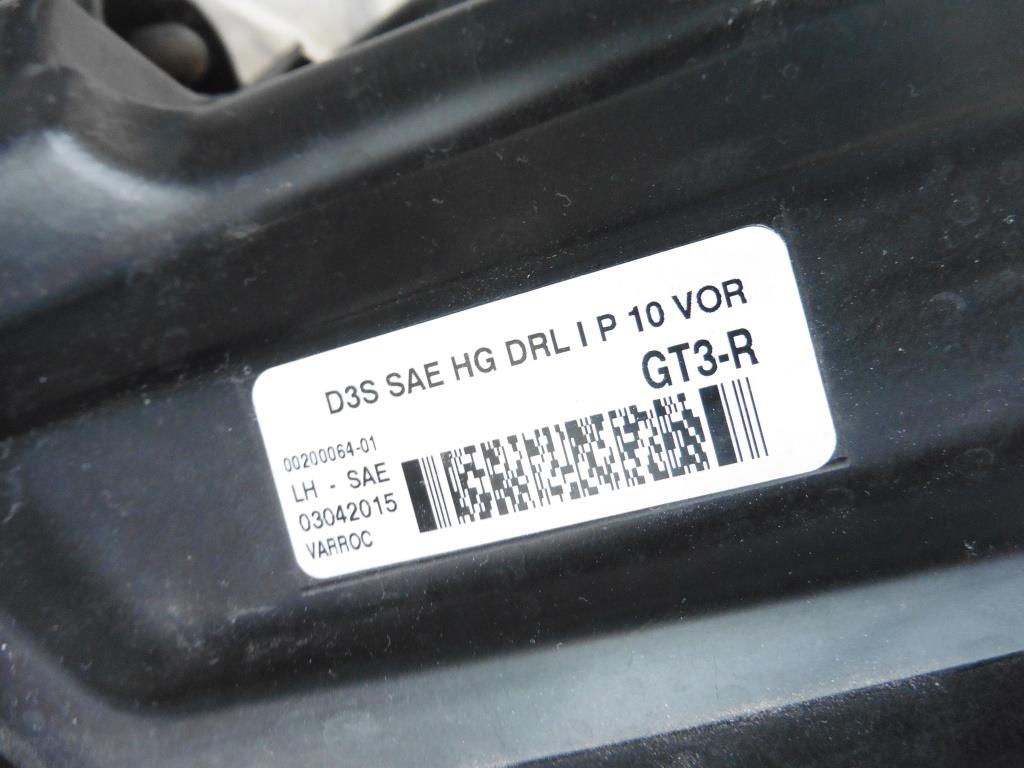 D3S SAE HG DRL I P 10 VOR
GT3-R
00200064-01
LH - SAE
03042015
VARROC